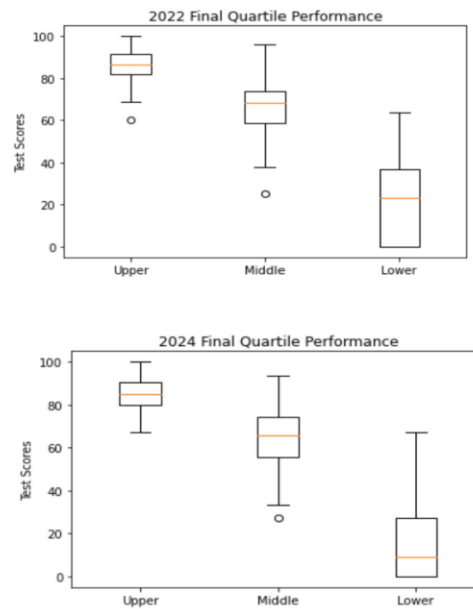 2022 Final Quartile Performance
100
80
60
40
20
0
Test Scores
Upper Middle Lower
2024 Final Quartile Performance
100
80
60
40
20
0
Test Scores
Upper Middle Lower